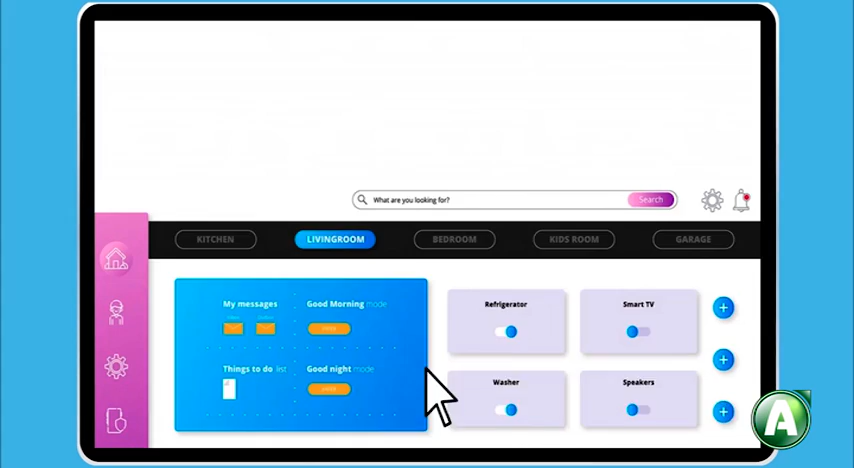 What are you looking for?
Search
KITCHEN
LIVINGROOM
BEDROOM
KIDS ROOM
GARAGE
My messages
Good Morning mode
Refrigerator
Smart TV
Things to do list
Good night mode
Washer
Speakers
A